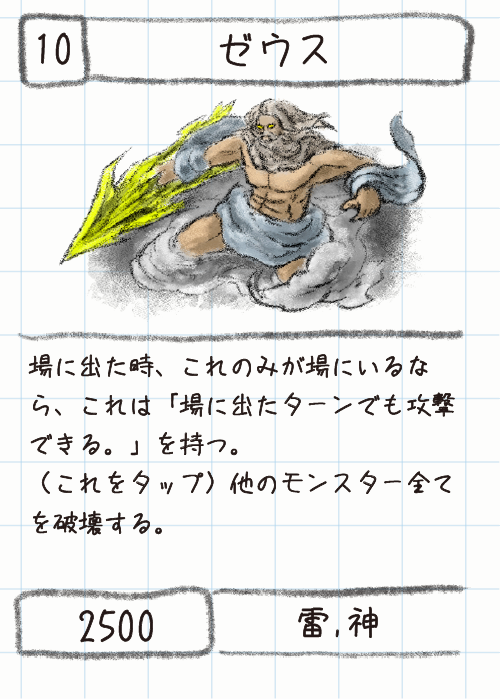 10
ゼウス
場に出た時、これのみが場にいるな
ら、これは「場に出たターンでも攻撃
できる。」を持つ。
（これをタップ）他のモンスター全て
を破壊する。
2500
雷,神